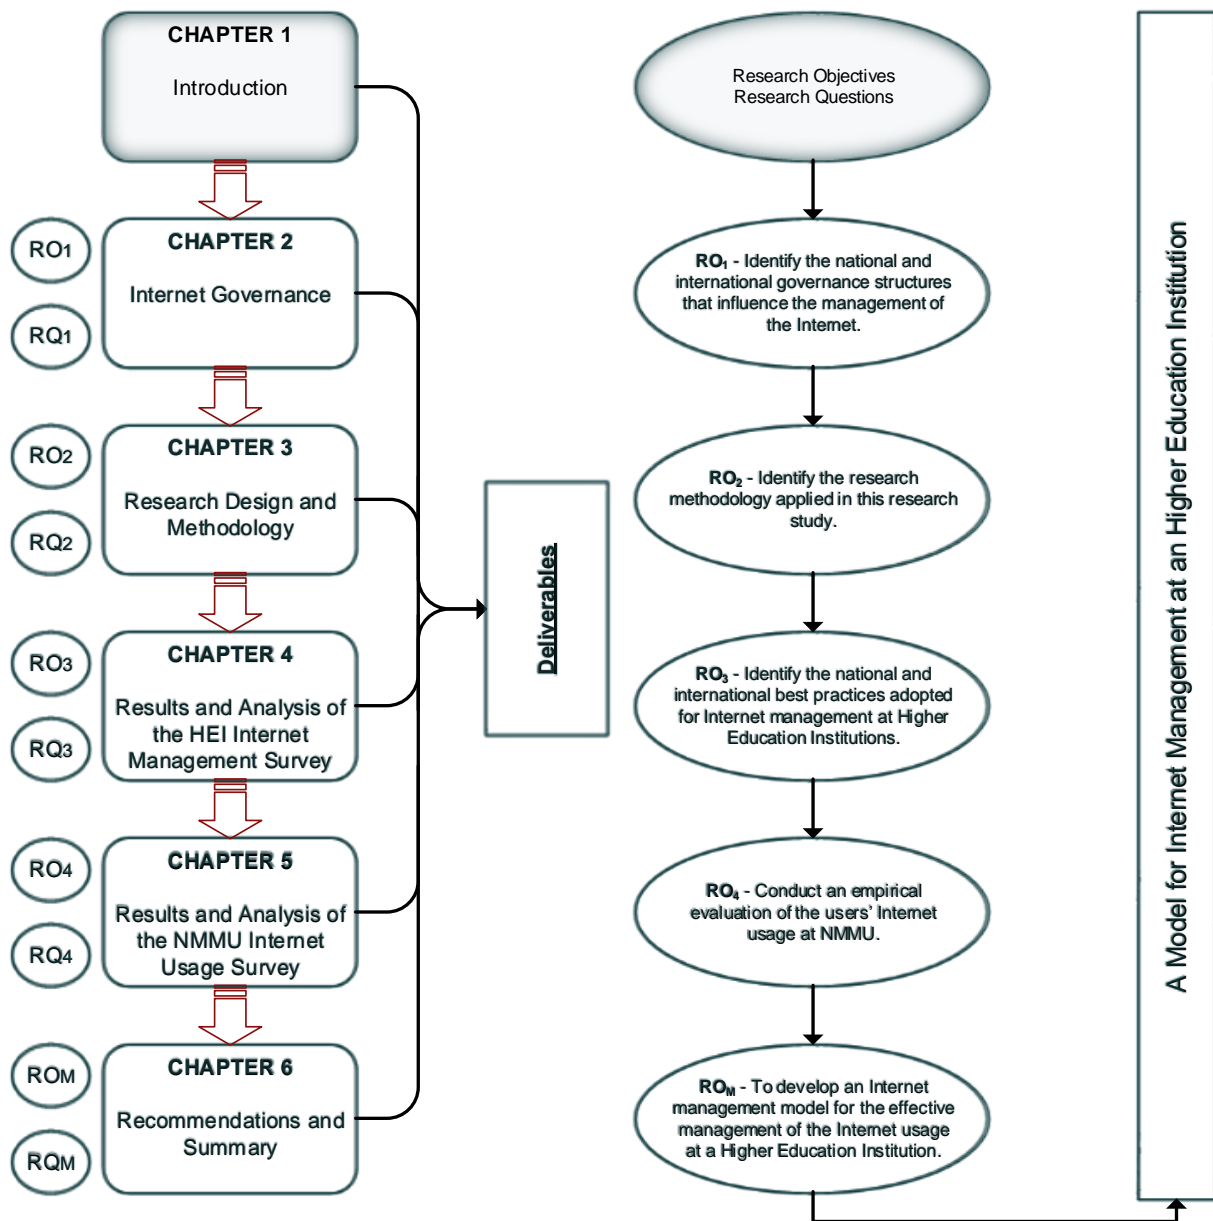 CHAPTER 1
Introduction
RO1
RQ1
CHAPTER 2
Internet Governance
RO2
RQ2
CHAPTER 3
Research Design and
Methodology
RO3
RQ3
CHAPTER 4
Results and Analysis of
the HEI Internet
Management Survey
RO4
RQ4
CHAPTER 5
Results and Analysis of
the NMMU Internet
Usage Survey
ROM
RQM
CHAPTER 6
Recommendations and
Summary
Deliverables
Research Objectives
Research Questions
RO1 - Identify the national and
international governance structures
that influence the management of
the Internet.
RO2 - Identify the research
methodology applied in this research
study.
RO3 - Identify the national and
international best practices adopted
for Internet management at Higher
Education Institutions.
RO4 - Conduct an empirical
evaluation of the users’ Internet
usage at NMMU.
ROM - To develop an Internet
management model for the effective
management of the Internet usage
at a Higher Education Institution.
A Model for Internet Management at an Higher Education Institution